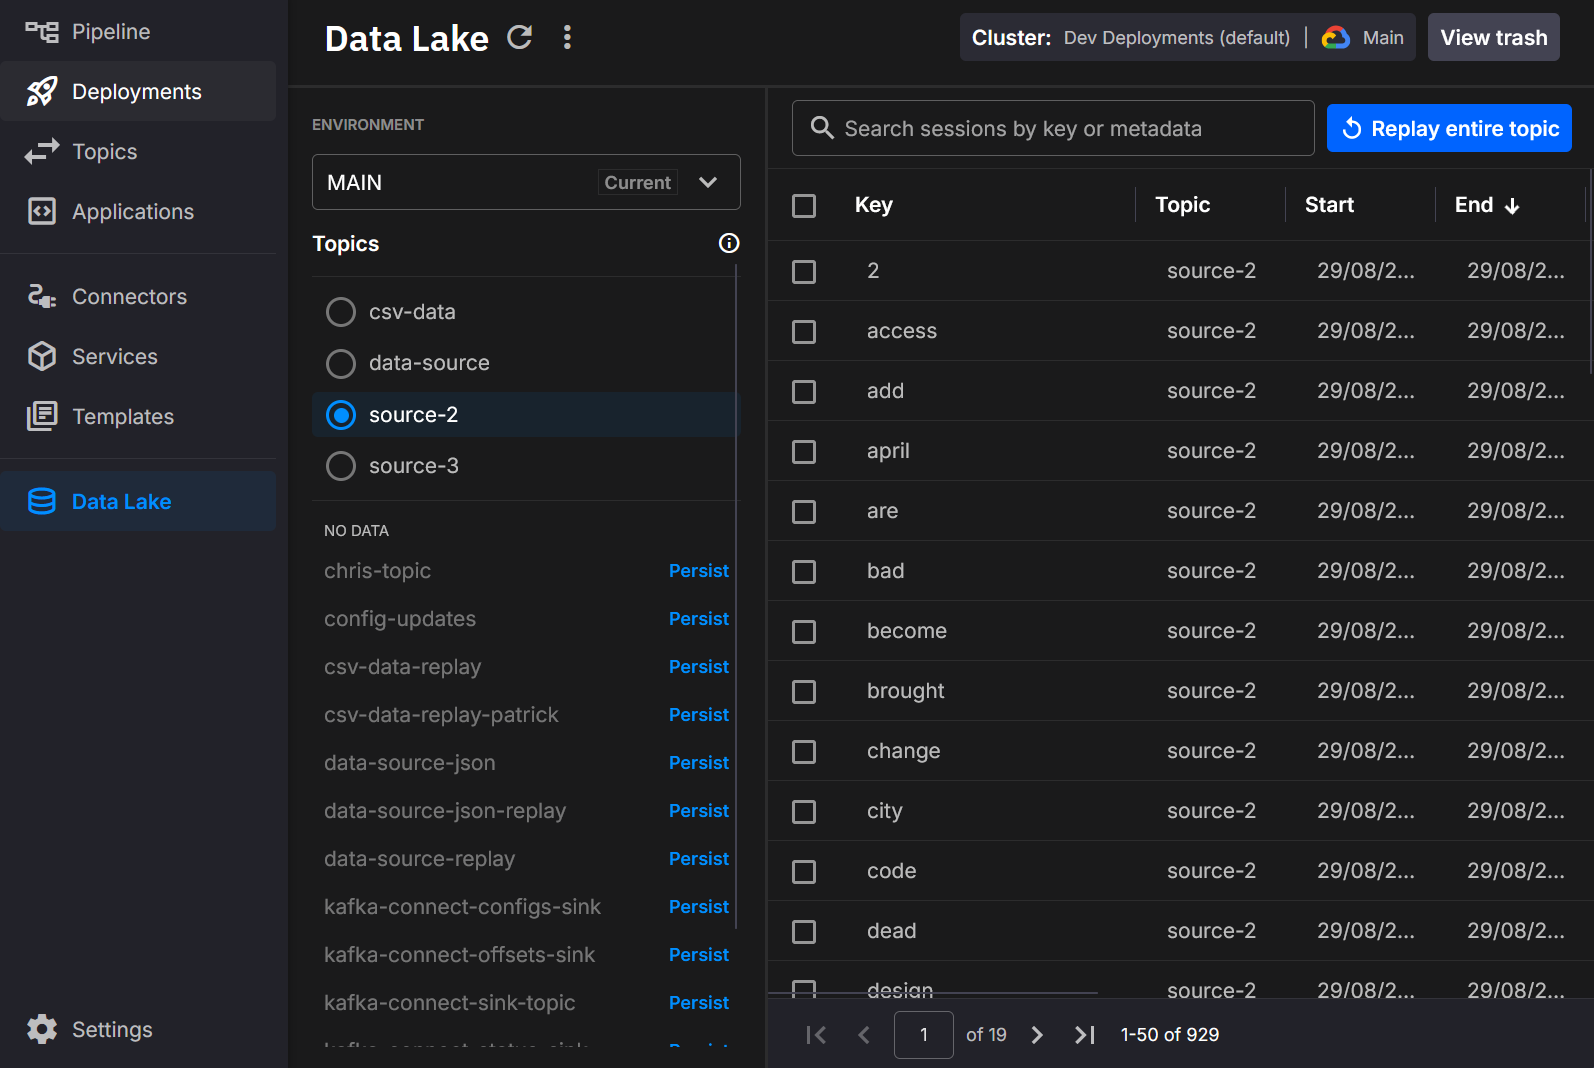 Pipeline
Deployments
Topics
Applications
Connectors
Services
Templates
Data Lake
Settings
Data Lake
Cluster: Dev Deployments (default) | Main
View trash
ENVIRONMENT
MAIN Current
Topics
csv-data
data-source
source-2
source-3
NO DATA
chris-topic Persist
config-updates Persist
csv-data-replay Persist
csv-data-replay-patrick Persist
data-source-json Persist
data-source-json-replay Persist
data-source-replay Persist
kafka-connect-configs-sink Persist
kafka-connect-offsets-sink Persist
kafka-connect-sink-topic Persist
Search sessions by key or metadata
Replay entire topic
Key Topic Start End
2 source-2 29/08/2... 29/08/2...
access source-2 29/08/2... 29/08/2...
add source-2 29/08/2... 29/08/2...
april source-2 29/08/2... 29/08/2...
are source-2 29/08/2... 29/08/2...
bad source-2 29/08/2... 29/08/2...
become source-2 29/08/2... 29/08/2...
brought source-2 29/08/2... 29/08/2...
change source-2 29/08/2... 29/08/2...
city source-2 29/08/2... 29/08/2...
code source-2 29/08/2... 29/08/2...
dead source-2 29/08/2... 29/08/2...
design source-2 29/08/2... 29/08/2...
1 of 19 1-50 of 929